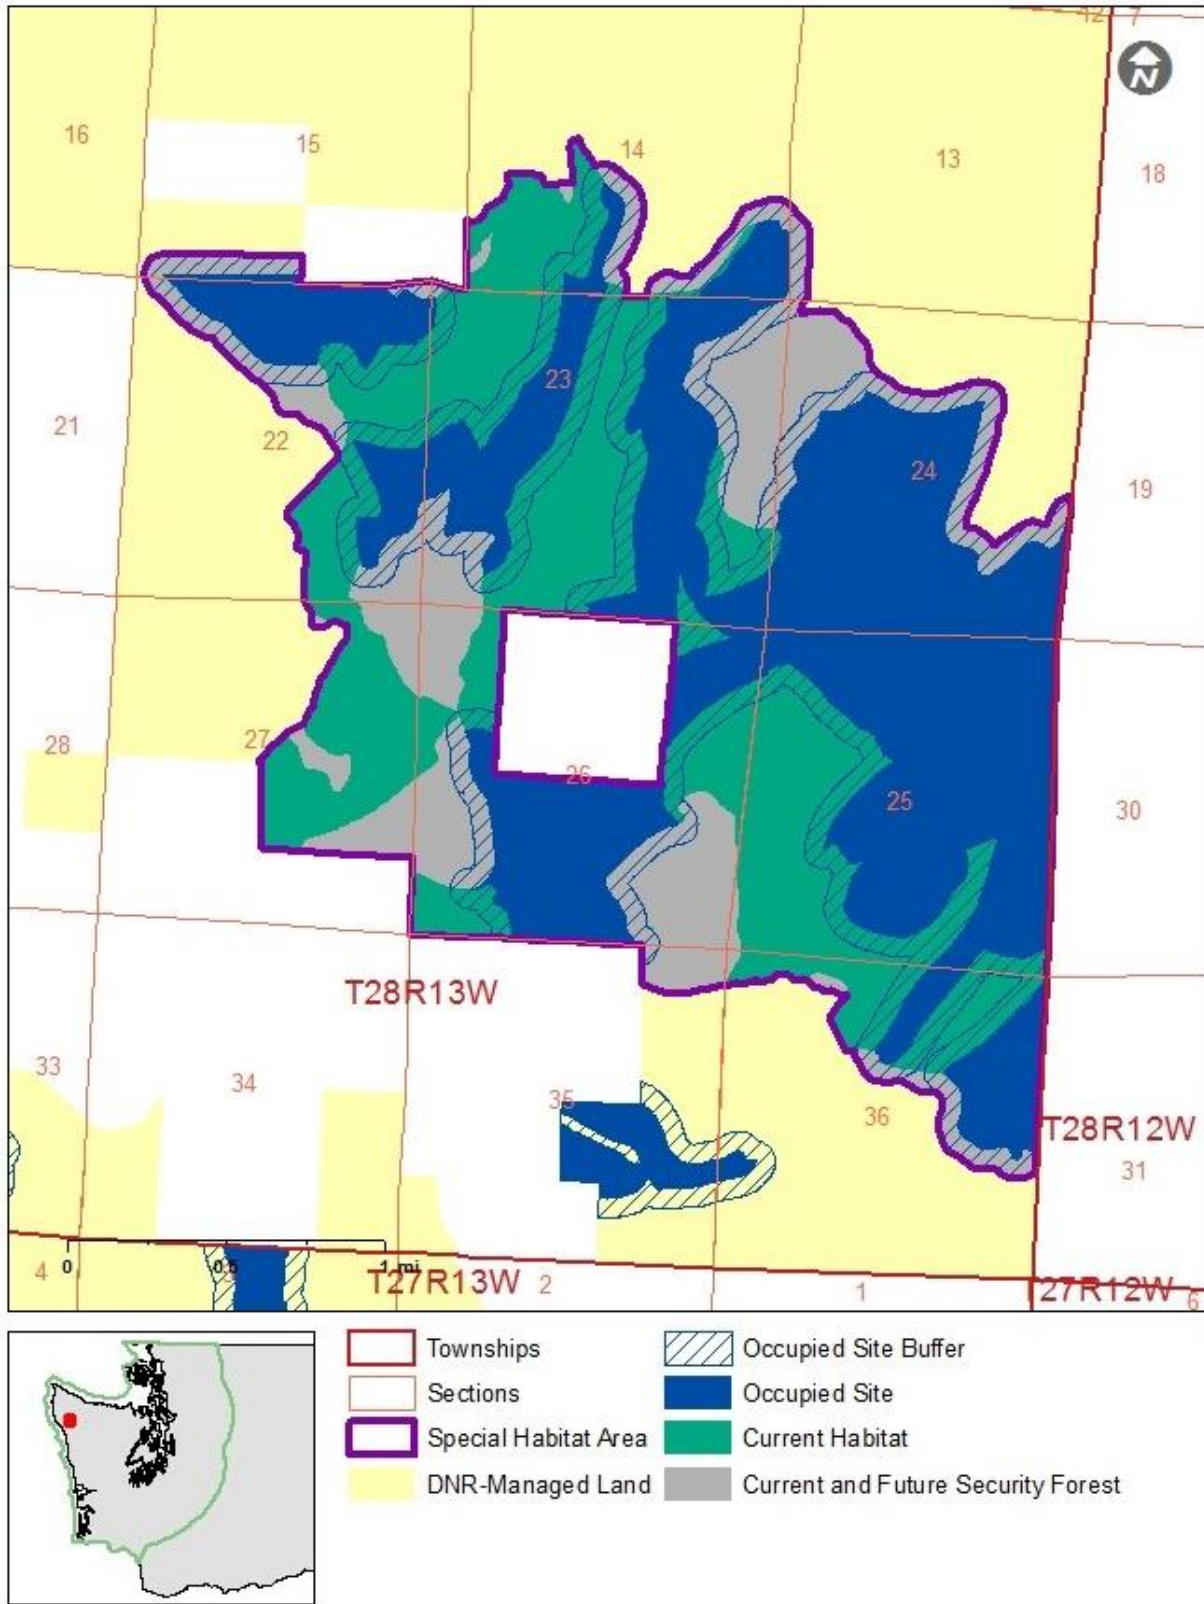 12 7
N
16 15 14 13 18
21 22 23 24 19
28 27 26 25 30
T28R13W
33 34 35 36
T28R12W
31
0 0.5 1 mi
4 T27R13W 2 1 27R12W 6
Townships
Sections
Special Habitat Area
DNR-Managed Land
Occupied Site Buffer
Occupied Site
Current Habitat
Current and Future Security Forest